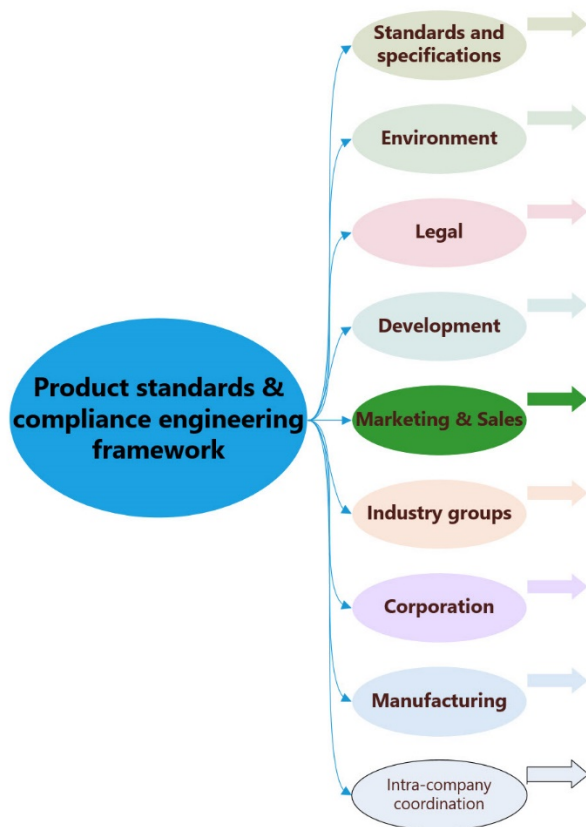 Standards and
specifications
Environment
Legal
Development
Product standards &
compliance engineering
framework
Marketing & Sales
Industry groups
Corporation
Manufacturing
Intra-company
coordination